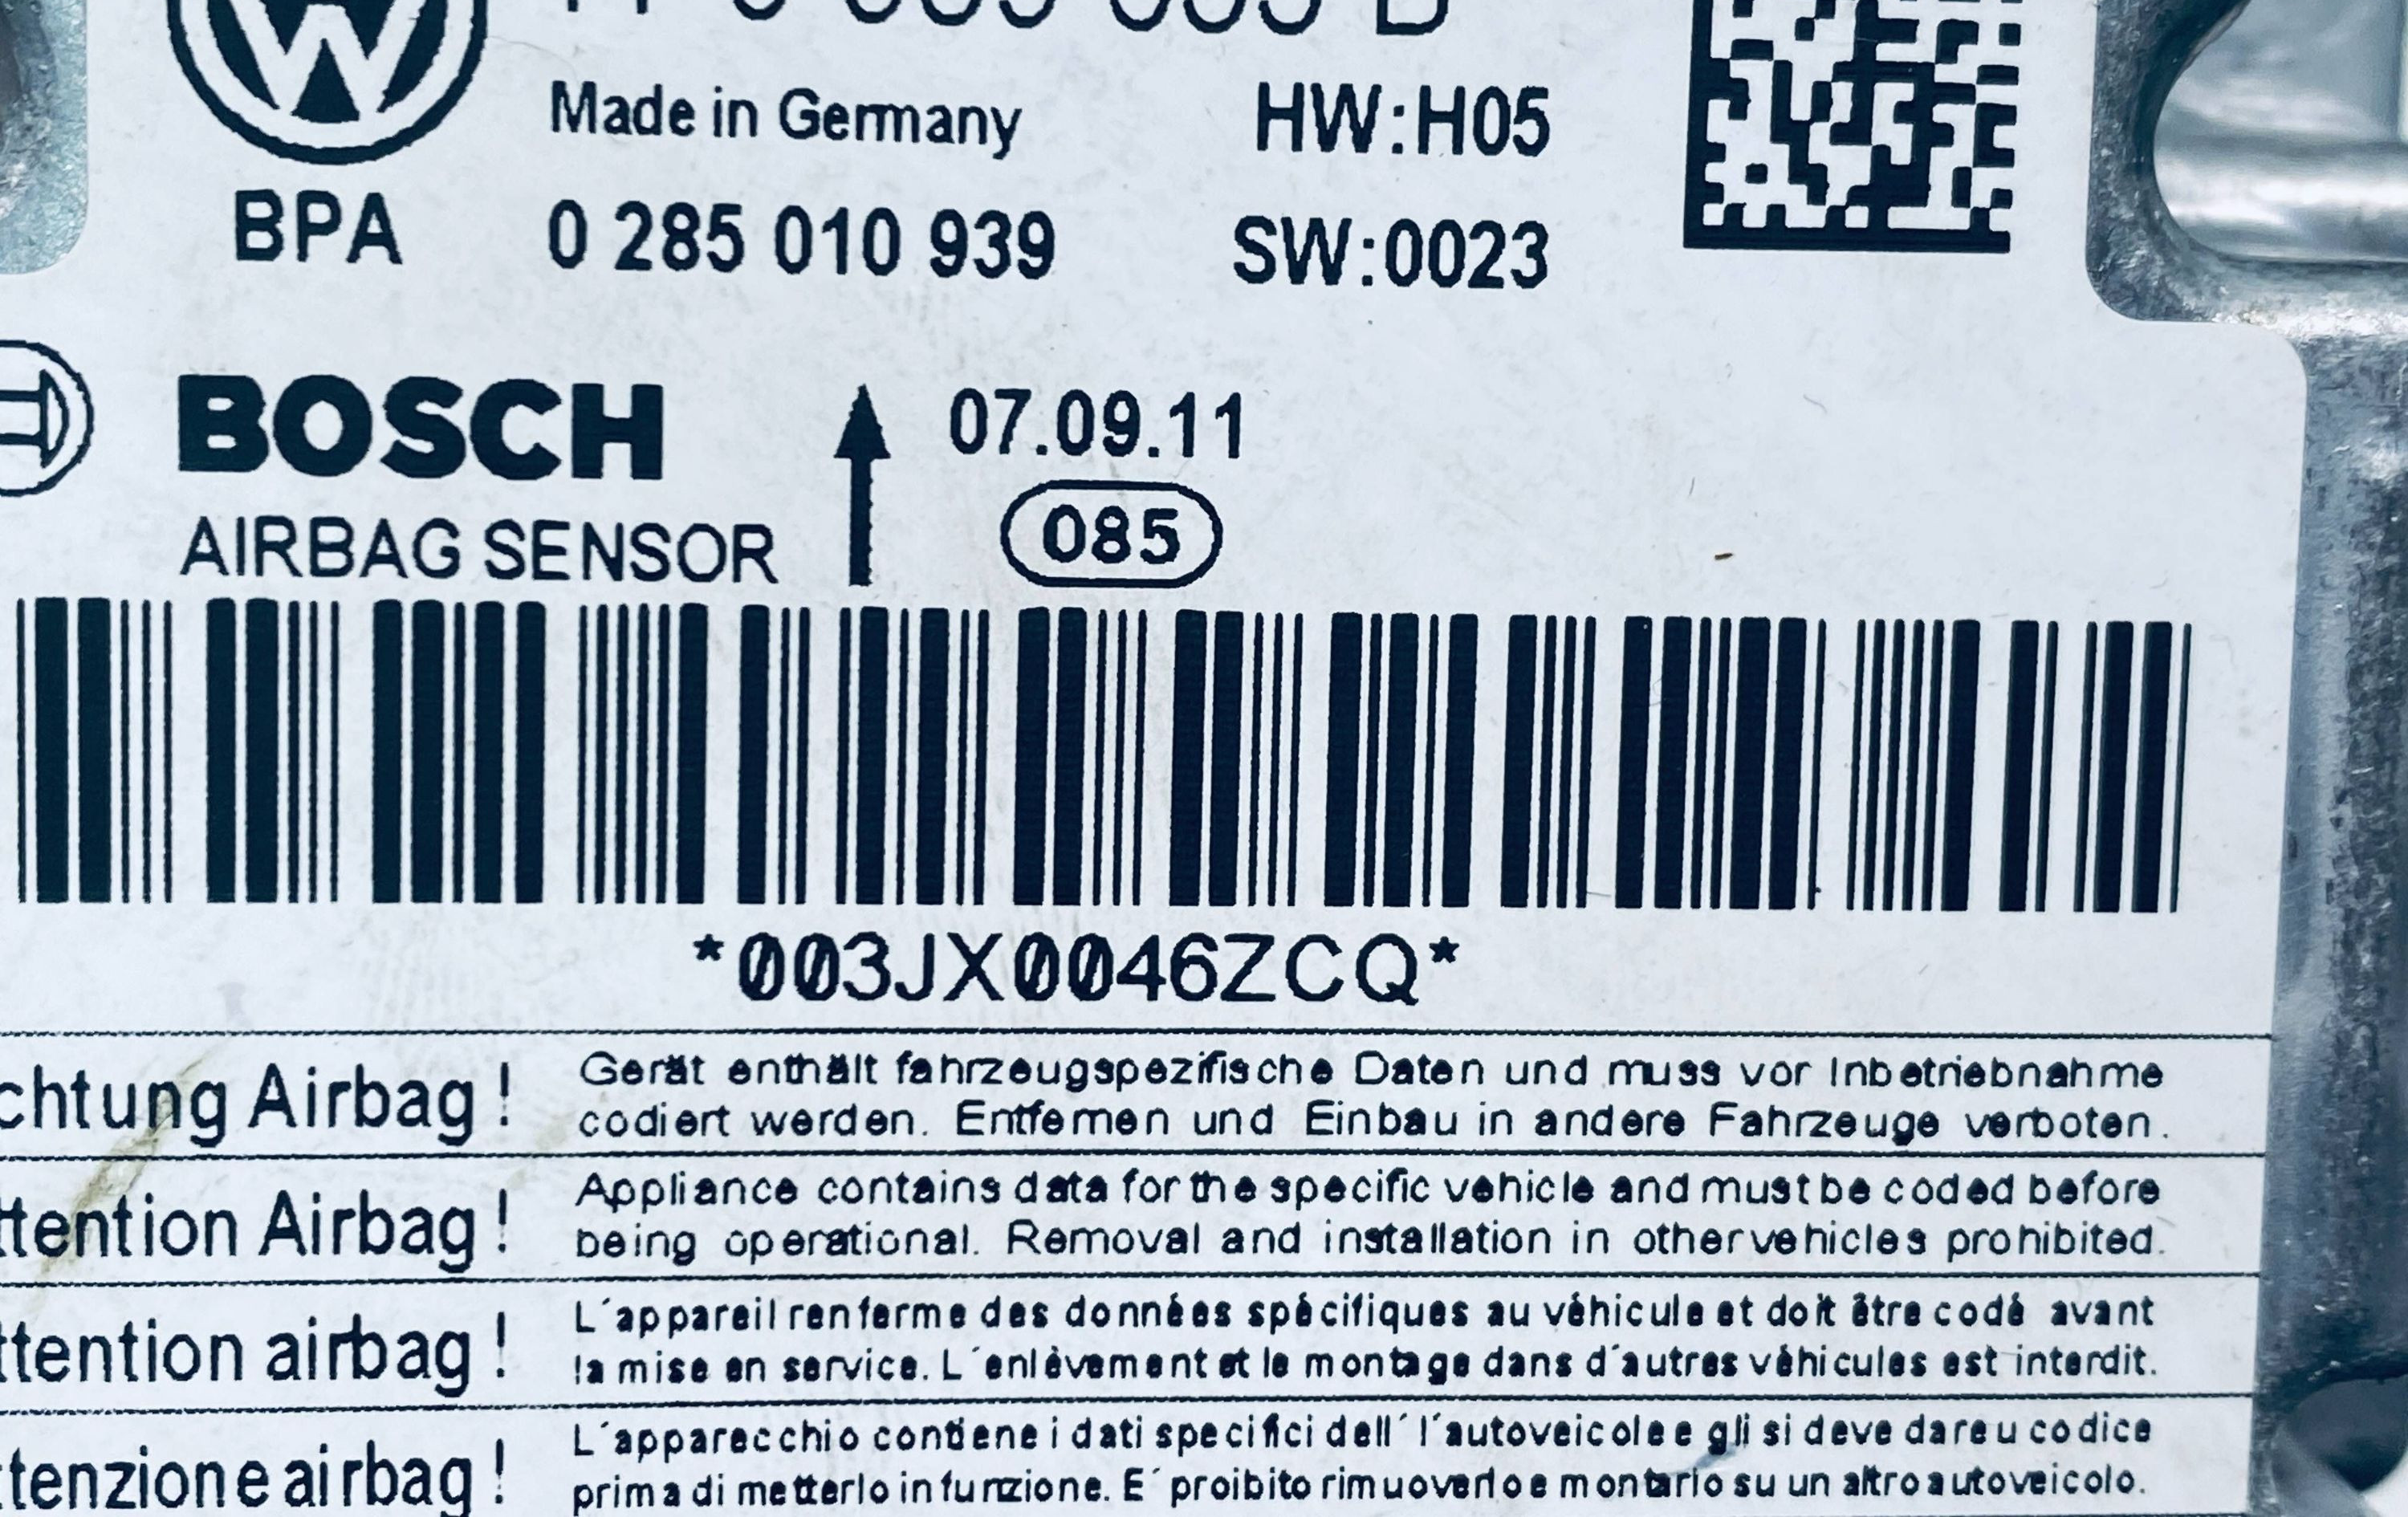 Made in Germany HW:H05
BPA 0 285 010 939 SW:0023
BOSCH 07.09.11
AIRBAG SENSOR 085
*003JX0046ZCQ*
chtung Airbag! Gerät enthält fahrzeugspezifische Daten und muss vor Inbetriebnahme
codiert werden. Entfernen und Einbau in andere Fahrzeuge verboten.
ttention Airbag! Appliance contains data for the specific vehicle and must be coded before
being operational. Removal and installation in other vehicles prohibited.
ttention airbag! L´appareil renferme des données spécifiques au véhicule et doit être codé avant
la mise en service. L´enlèvement et le montage dans d´autres véhicules est interdit.
ttenzione airbag! L´apparecchio contiene i dati specifici dell´ l´autoveicolo e gli si deve dare u codice
prima di metterlo in funzione. E´ proibito rimuoverlo e montarlo su un altro autoveicolo.